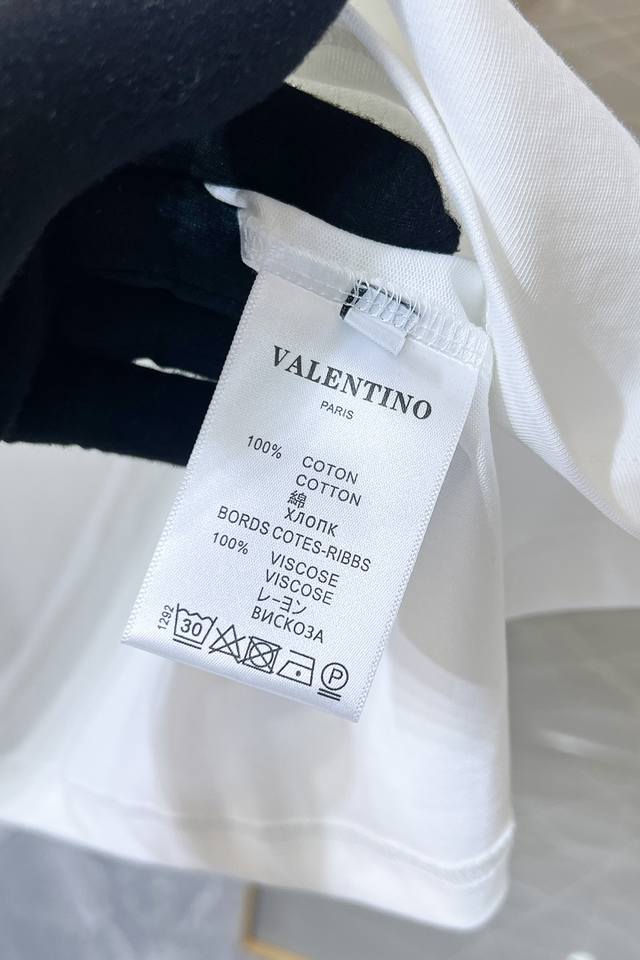 VALENTINO
PARIS
100% COTON
COTTON
綿
ХЛОПК
BORDS COTES-RIBBS
100% VISCOSE
VISCOSE
レーヨン
ВИСКОЗА
1292
30
P